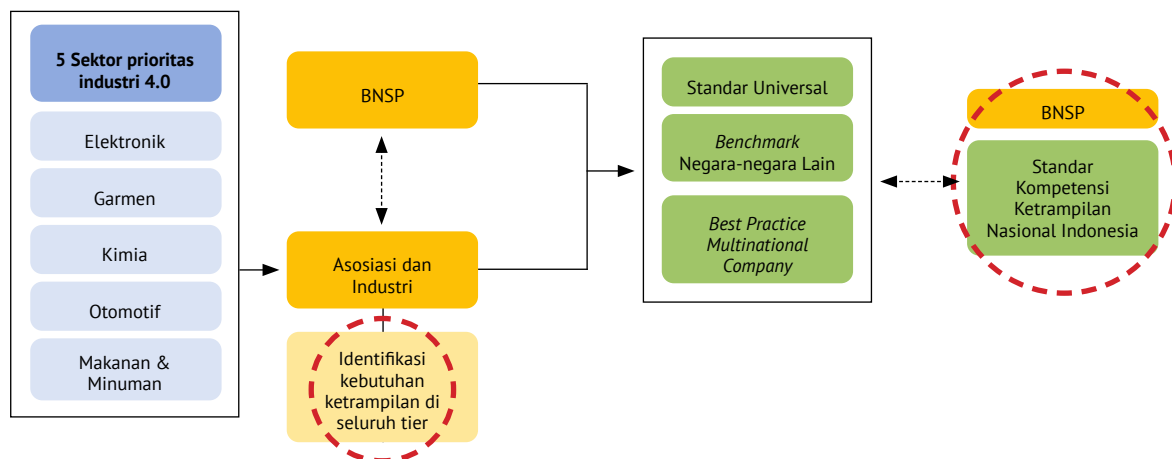 5 Sektor prioritas
industri 4.0
Elektronik
Garmen
Kimia
Otomotif
Makanan &
Minuman
BNSP
Asosiasi dan
Industri
Identifikasi
kebutuhan
ketrampilan di
seluruh tier
Standar Universal
Benchmark
Negara-negara Lain
Best Practice
Multinational
Company
BNSP
Standar
Kompetensi
Ketrampilan
Nasional Indonesia